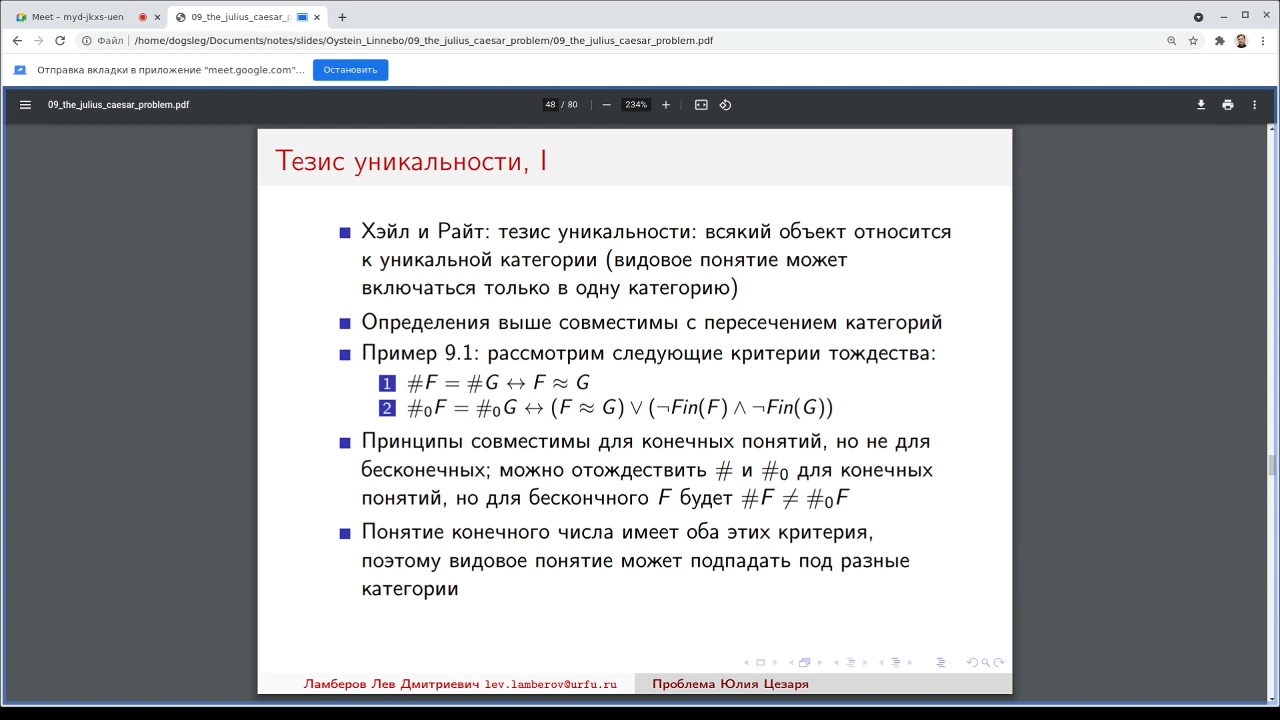 Meet – myd-jkxs-uen
09_the_julius_caesar_p
Файл
/home/dogsleg/Documents/notes/slides/Oystein_Linnebo/09_the_julius_caesar_problem/09_the_julius_caesar_problem.pdf
Отправка вкладки в приложение "meet.google.com"…
Остановить
09_the_julius_caesar_problem.pdf
48 / 80
234%
Тезис уникальности, I
Хэйл и Райт: тезис уникальности: всякий объект относится
к уникальной категории (видовое понятие может
включаться только в одну категорию)
Определения выше совместимы с пересечением категорий
Пример 9.1: рассмотрим следующие критерии тождества:
1 #F = #G ↔ F ≈ G
2 #₀F = #₀G ↔ (F ≈ G) ∨ (¬Fin(F) ∧ ¬Fin(G))
Принципы совместимы для конечных понятий, но не для
бесконечных; можно отождествить # и #₀ для конечных
понятий, но для бескончного F будет #F ≠ #₀F
Понятие конечного числа имеет оба этих критерия,
поэтому видовое понятие может подпадать под разные
категории
Ламберов Лев Дмитриевич lev.lamberov@urfu.ru
Проблема Юлия Цезаря